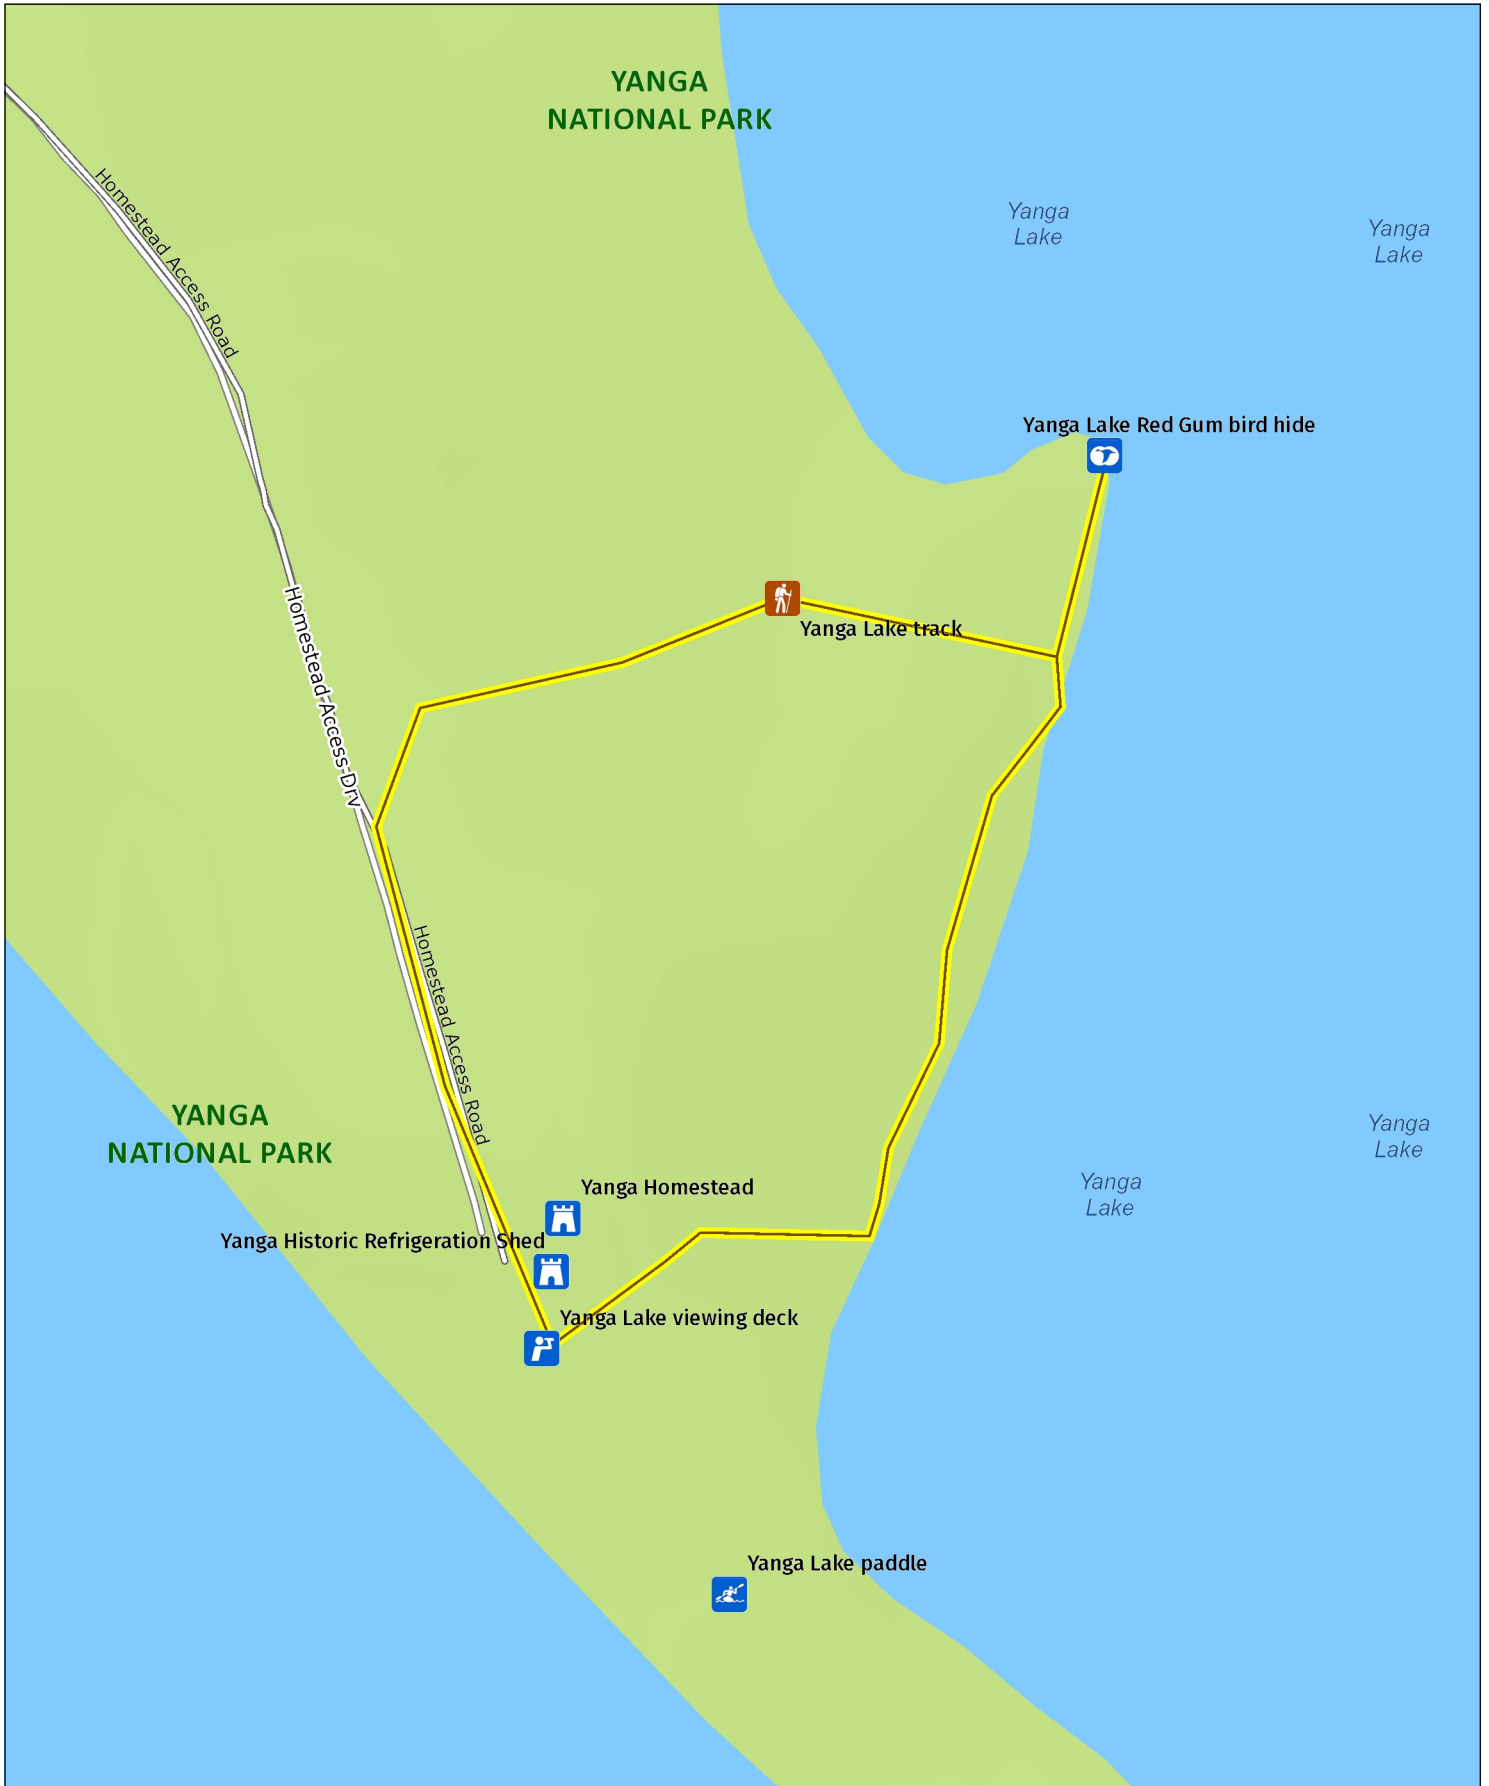 YANGA
NATIONAL PARK
Homestead Access Road
Yanga
Lake
Yanga
Lake
Yanga Lake Red Gum bird hide
Yanga Lake track
Homestead-Access-Drv
Homestead Access Road
YANGA
NATIONAL PARK
Yanga
Lake
Yanga
Lake
Yanga Homestead
Yanga Historic Refrigeration Shed
Yanga Lake viewing deck
Yanga Lake paddle